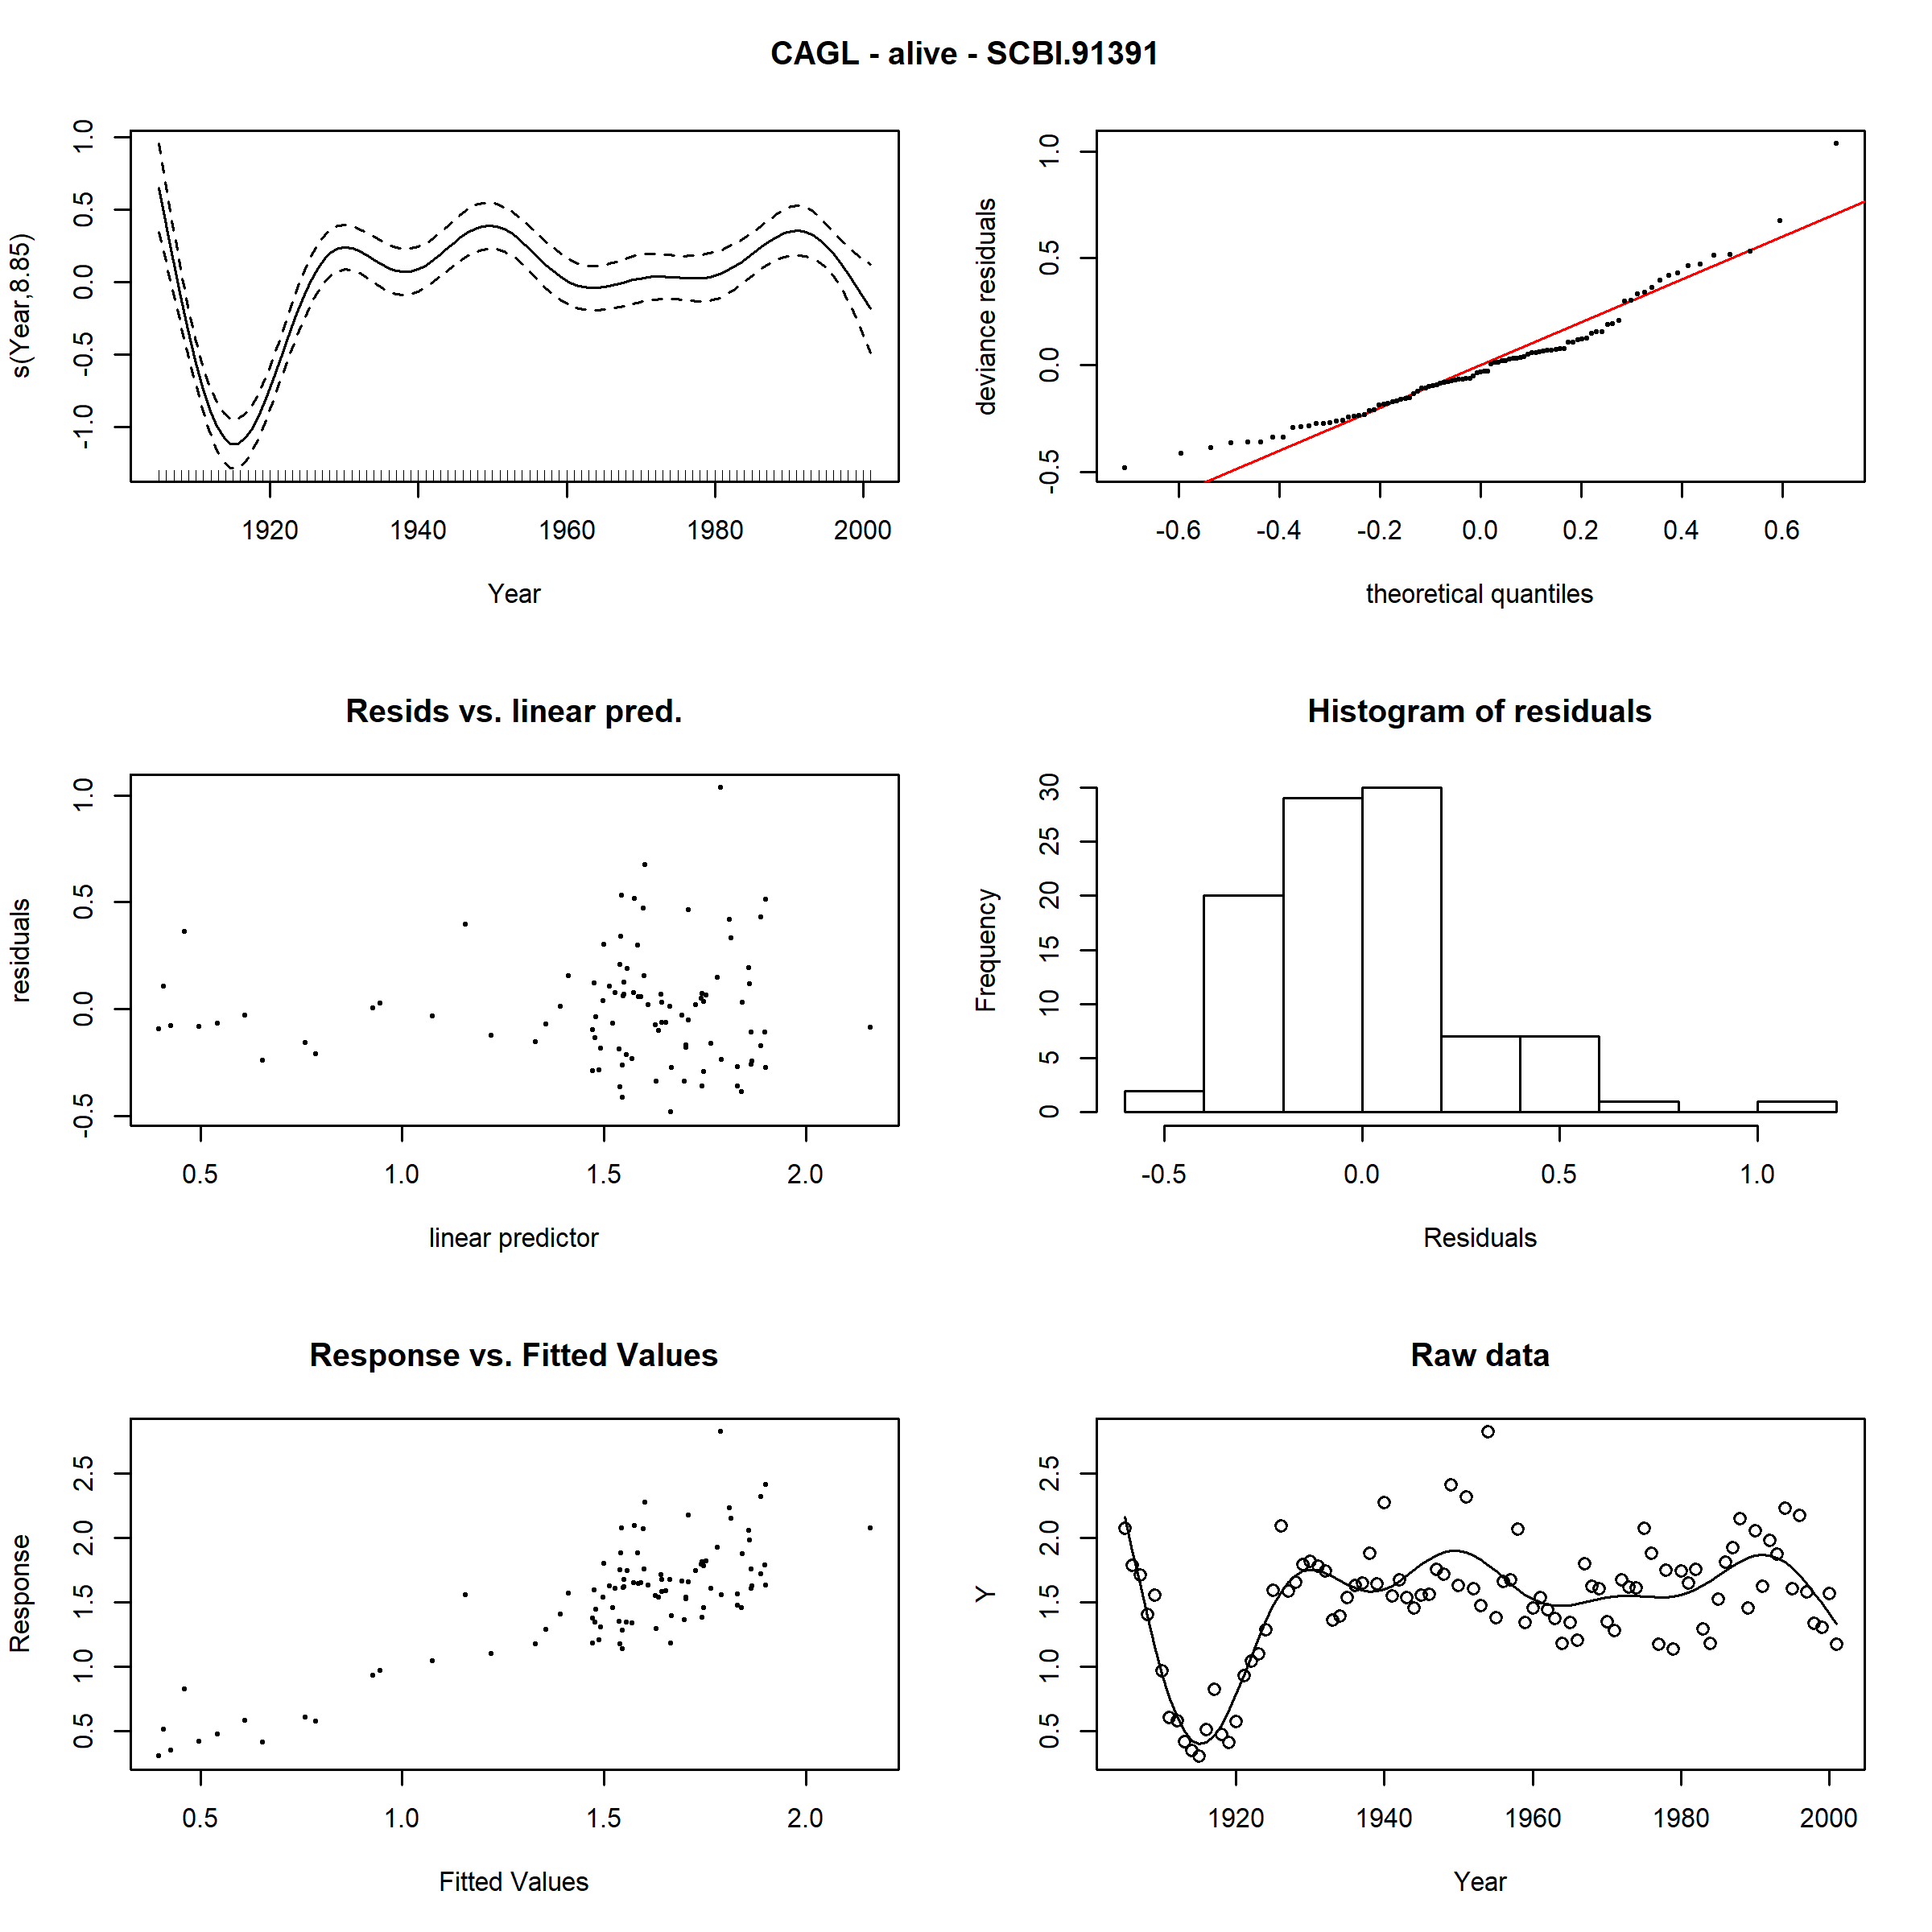 CAGL - alive - SCBI.91391
s(Year,8.85)
1.0
0.5
0.0
-0.5
-1.0
1920 1940 1960 1980 2000
Year
deviance residuals
1.0
0.5
0.0
-0.5
-0.6 -0.4 -0.2 0.0 0.2 0.4 0.6
theoretical quantiles
Resids vs. linear pred.
residuals
1.0
0.5
0.0
-0.5
0.5 1.0 1.5 2.0
linear predictor
Histogram of residuals
Frequency
30
25
20
15
10
5
0
-0.5 0.0 0.5 1.0
Residuals
Response vs. Fitted Values
Response
2.5
2.0
1.5
1.0
0.5
0.5 1.0 1.5 2.0
Fitted Values
Raw data
Y
2.5
2.0
1.5
1.0
0.5
1920 1940 1960 1980 2000
Year